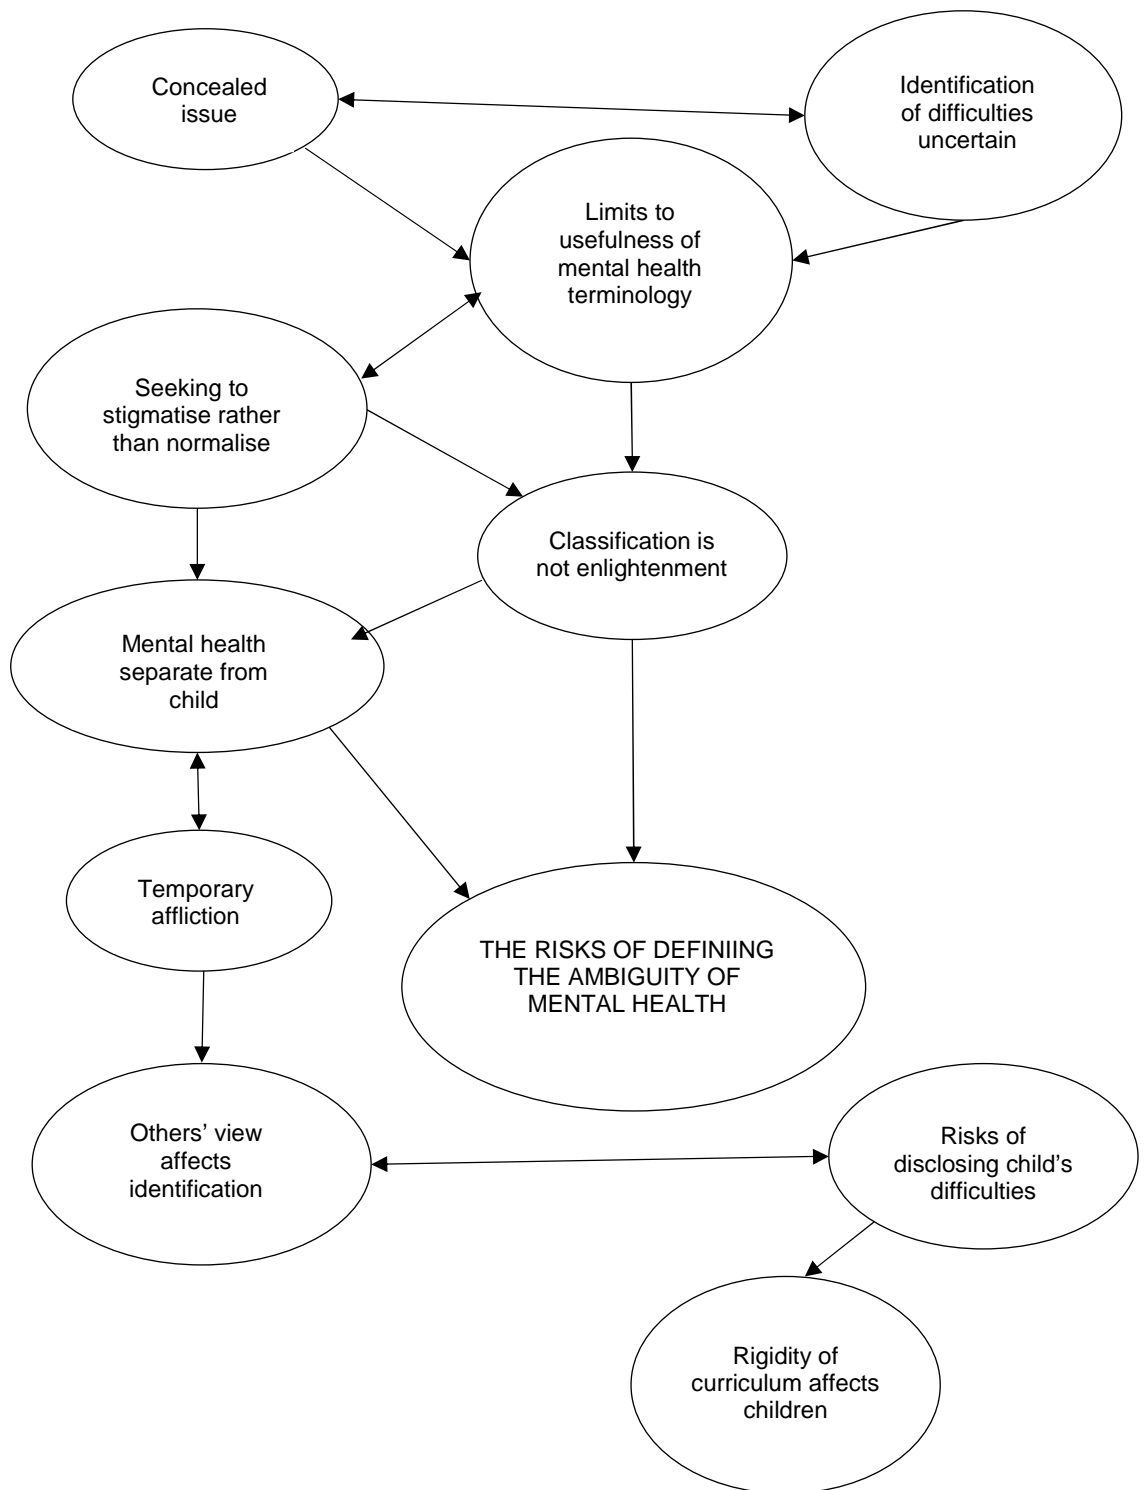 Concealed
issue
Identification
of difficulties
uncertain
Limits to
usefulness of
mental health
terminology
Seeking to
stigmatise rather
than normalise
Classification is
not enlightenment
Mental health
separate from
child
Temporary
affliction
THE RISKS OF DEFINIING
THE AMBIGUITY OF
MENTAL HEALTH
Others’ view
affects
identification
Risks of
disclosing child’s
difficulties
Rigidity of
curriculum affects
children